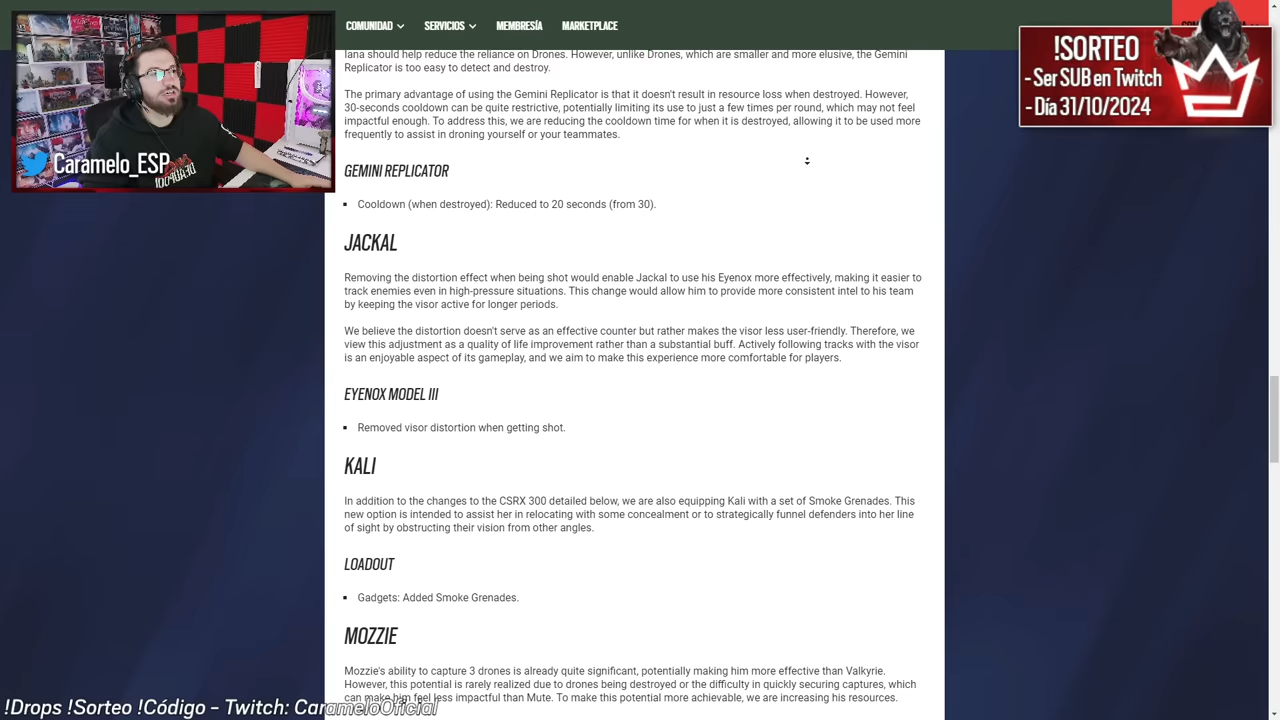 COMUNIDAD SERVICIOS MEMBRESÍA MARKETPLACE
!SORTEO
- Ser SUB en Twitch
- Día 31/10/2024
Caramelo_ESP
Iana should help reduce the reliance on Drones. However, unlike Drones, which are smaller and more elusive, the Gemini
Replicator is too easy to detect and destroy.
The primary advantage of using the Gemini Replicator is that it doesn't result in resource loss when destroyed. However,
30-seconds cooldown can be quite restrictive, potentially limiting its use to just a few times per round, which may not feel
impactful enough. To address this, we are reducing the cooldown time for when it is destroyed, allowing it to be used more
frequently to assist in droning yourself or your teammates.
GEMINI REPLICATOR
Cooldown (when destroyed): Reduced to 20 seconds (from 30).
JACKAL
Removing the distortion effect when being shot would enable Jackal to use his Eyenox more effectively, making it easier to
track enemies even in high-pressure situations. This change would allow him to provide more consistent intel to his team
by keeping the visor active for longer periods.
We believe the distortion doesn't serve as an effective counter but rather makes the visor less user-friendly. Therefore, we
view this adjustment as a quality of life improvement rather than a substantial buff. Actively following tracks with the visor
is an enjoyable aspect of its gameplay, and we aim to make this experience more comfortable for players.
EYENOX MODEL III
Removed visor distortion when getting shot.
KALI
In addition to the changes to the CSRX 300 detailed below, we are also equipping Kali with a set of Smoke Grenades. This
new option is intended to assist her in relocating with some concealment or to strategically funnel defenders into her line
of sight by obstructing their vision from other angles.
LOADOUT
Gadgets: Added Smoke Grenades.
MOZZIE
Mozzie's ability to capture 3 drones is already quite significant, potentially making him more effective than Valkyrie.
However, this potential is rarely realized due to drones being destroyed or the difficulty in quickly securing captures, which
can make him feel less impactful than Mute. To make this potential more achievable, we are increasing his resources.
!Drops !Sorteo !Código - Twitch: CarameloOficial